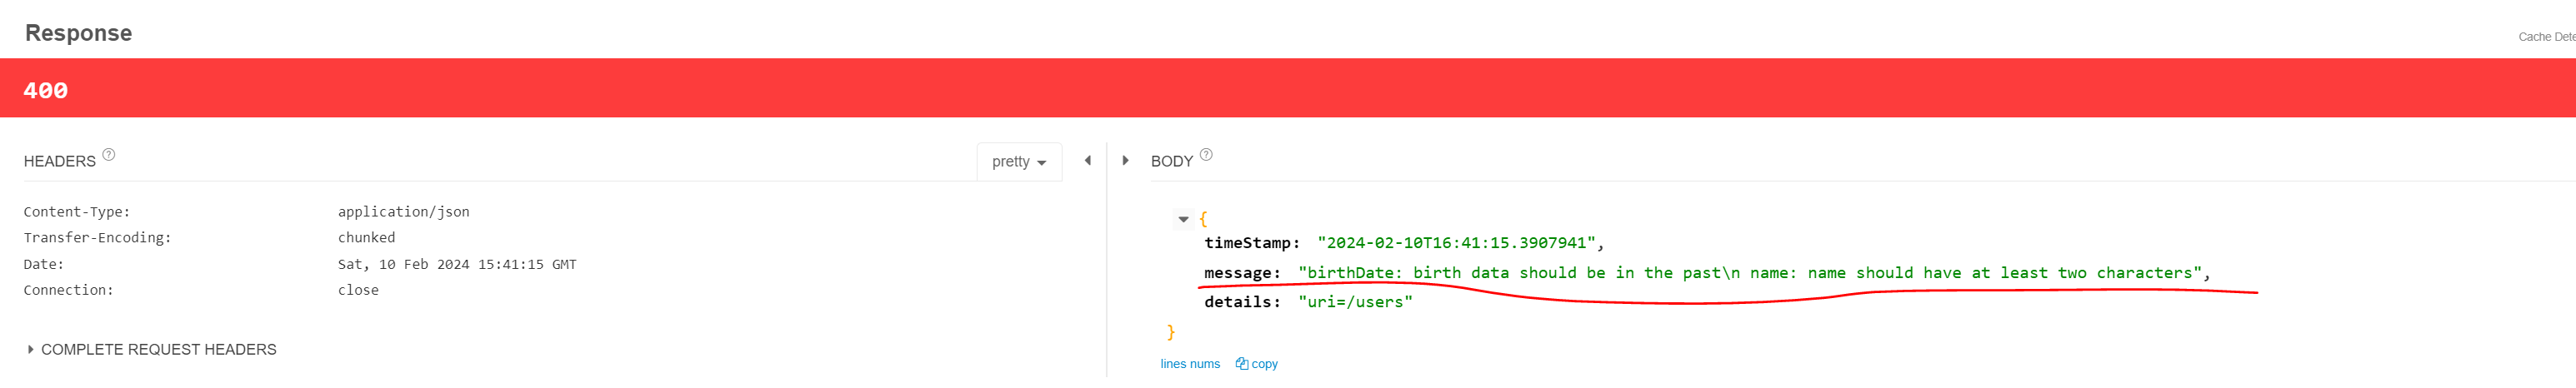 Response
Cache Dete
400
HEADERS ?
pretty
BODY ?
Content-Type: application/json
Transfer-Encoding: chunked
Date: Sat, 10 Feb 2024 15:41:15 GMT
Connection: close
COMPLETE REQUEST HEADERS
{
timeStamp: "2024-02-10T16:41:15.3907941",
message: "birthDate: birth data should be in the past\n name: name should have at least two characters",
details: "uri=/users"
}
lines nums copy